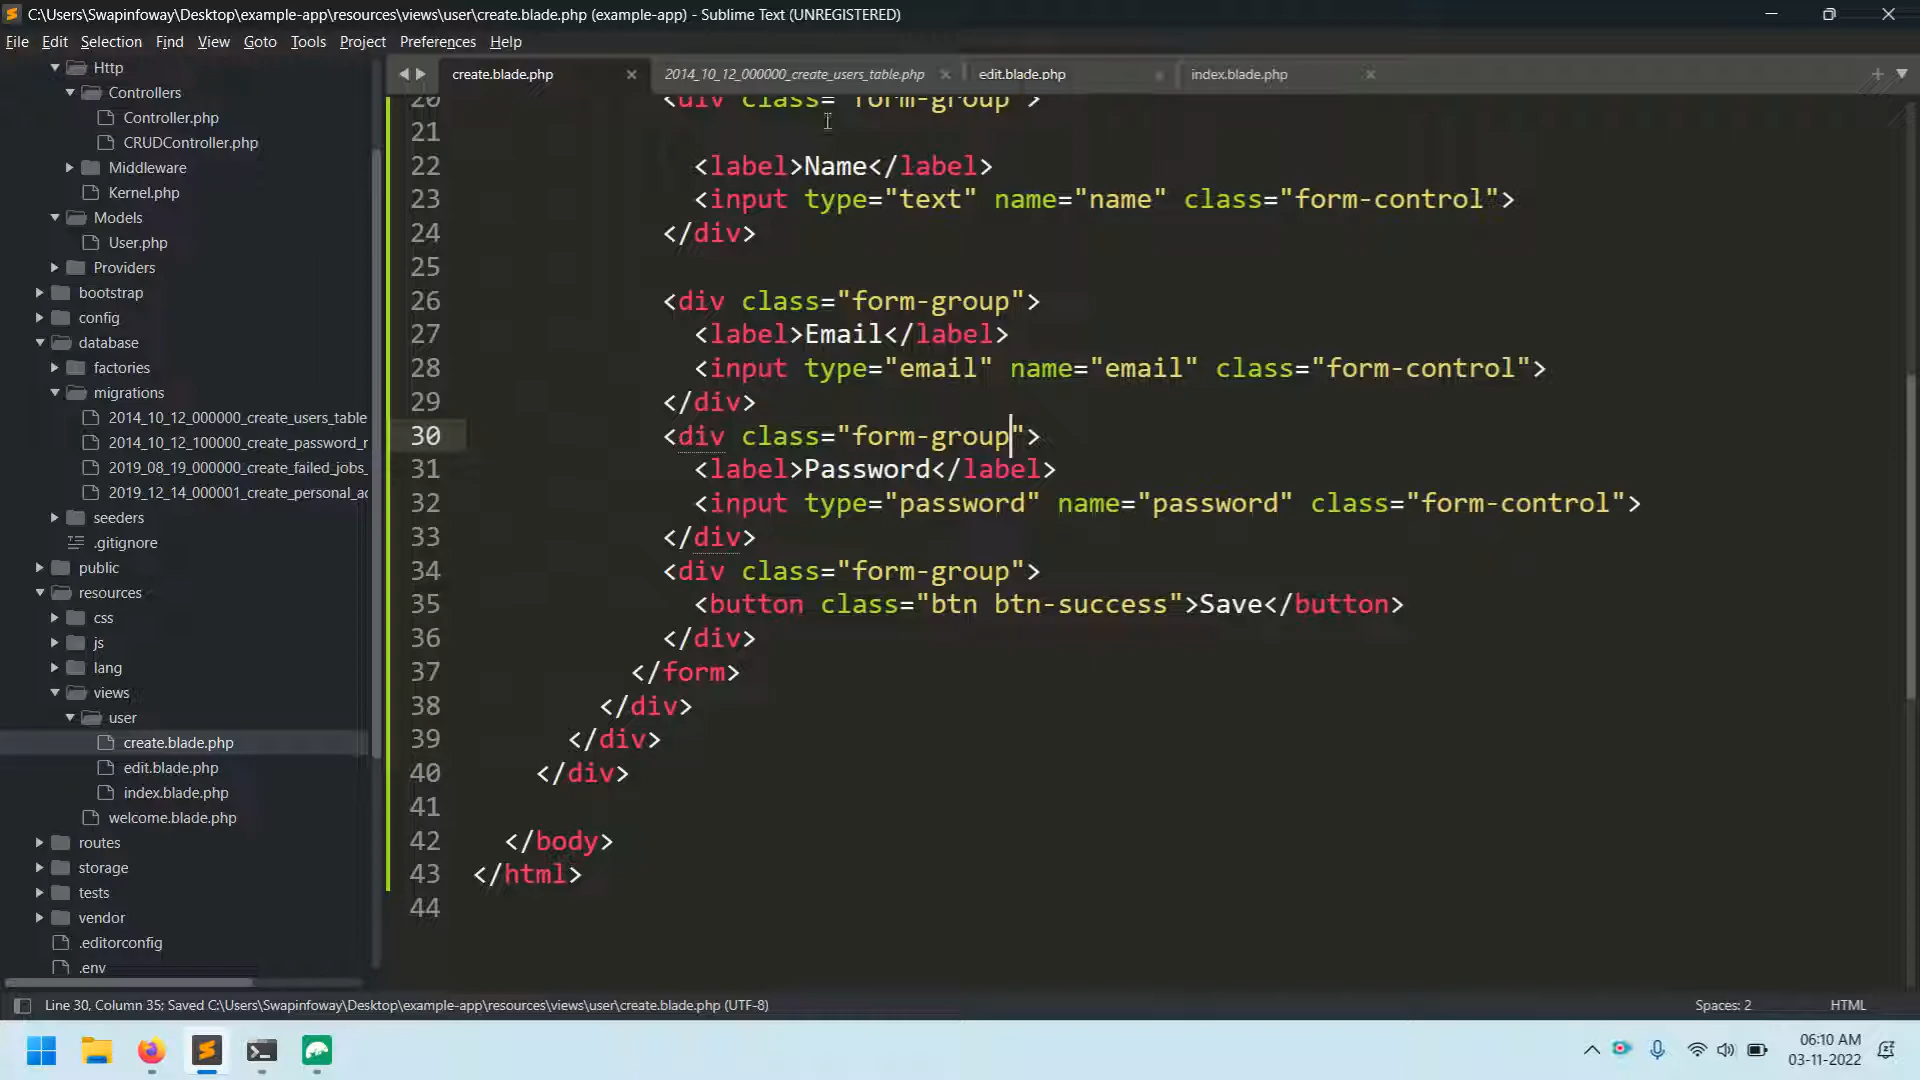 C:\Users\Swapinfoway\Desktop\example-app\resources\views\user\create.blade.php (example-app) - Sublime Text (UNREGISTERED)
File Edit Selection Find View Goto Tools Project Preferences Help
create.blade.php 2014_10_12_000000_create_users_table.php edit.blade.php index.blade.php
Http
Controllers
Controller.php
CRUDController.php
Middleware
Kernel.php
Models
User.php
Providers
bootstrap
config
database
factories
migrations
2014_10_12_000000_create_users_table
2014_10_12_100000_create_password_r
2019_08_19_000000_create_failed_jobs_
2019_12_14_000001_create_personal_ac
seeders
.gitignore
public
resources
css
js
lang
views
user
create.blade.php
edit.blade.php
index.blade.php
welcome.blade.php
routes
storage
tests
vendor
.editorconfig
.env
20 <div class="form-group">
21
22 <label>Name</label>
23 <input type="text" name="name" class="form-control">
24 </div>
25
26 <div class="form-group">
27 <label>Email</label>
28 <input type="email" name="email" class="form-control">
29 </div>
30 <div class="form-group">
31 <label>Password</label>
32 <input type="password" name="password" class="form-control">
33 </div>
34 <div class="form-group">
35 <button class="btn btn-success">Save</button>
36 </div>
37 </form>
38 </div>
39 </div>
40 </div>
41
42 </body>
43 </html>
44
Line 30, Column 35; Saved C:\Users\Swapinfoway\Desktop\example-app\resources\views\user\create.blade.php (UTF-8) Spaces: 2 HTML
06:10 AM
03-11-2022